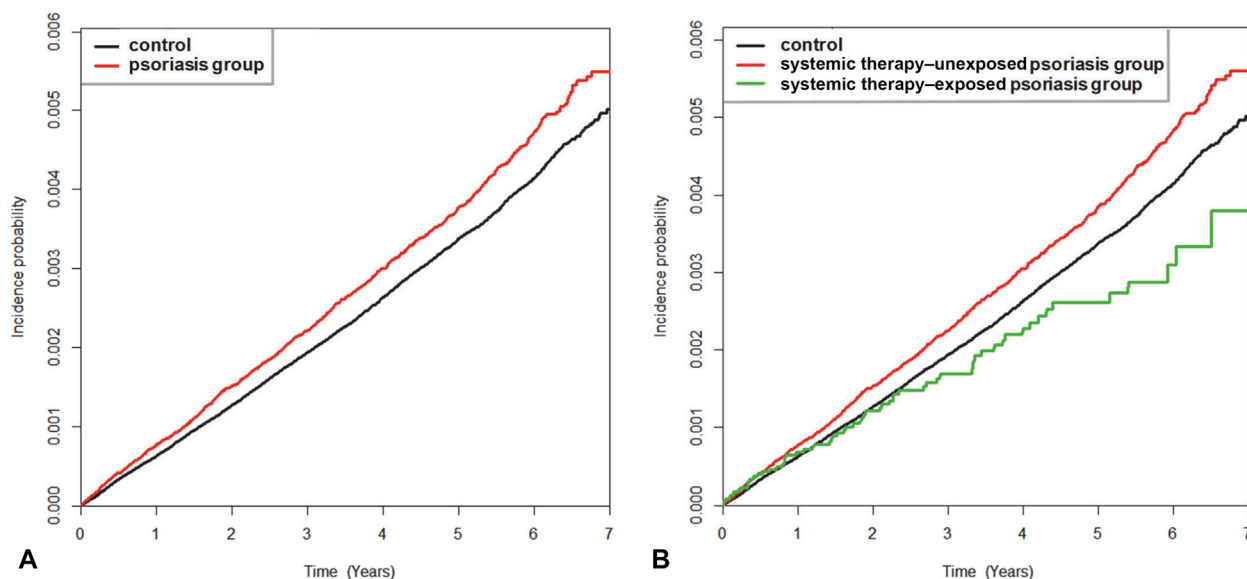 control
psoriasis group
Incidence probability
0.006
0.005
0.004
0.003
0.002
0.001
0.000
0 1 2 3 4 5 6 7
Time (Years)
A
control
systemic therapy–unexposed psoriasis group
systemic therapy–exposed psoriasis group
Incidence probability
0.006
0.005
0.004
0.003
0.002
0.001
0.000
0 1 2 3 4 5 6 7
Time (Years)
B